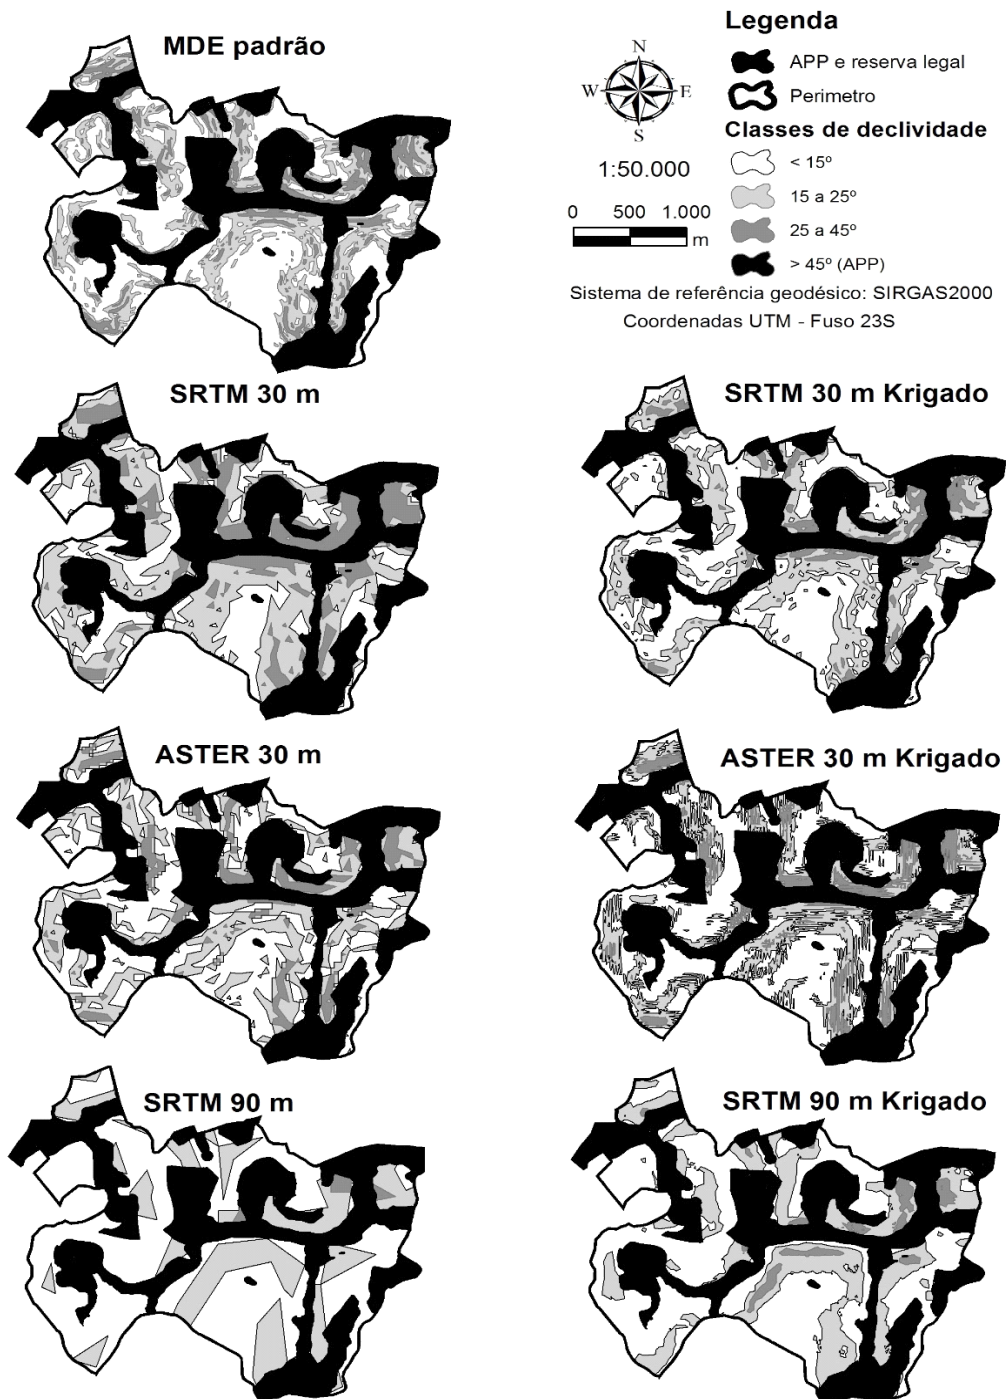 MDE padrão
N
W E
S
1:50.000
0 500 1.000
m
Legenda
APP e reserva legal
Perimetro
Classes de declividade
< 15º
15 a 25º
25 a 45º
> 45º (APP)
Sistema de referência geodésico: SIRGAS2000
Coordenadas UTM - Fuso 23S
SRTM 30 m
SRTM 30 m Krigado
ASTER 30 m
ASTER 30 m Krigado
SRTM 90 m
SRTM 90 m Krigado